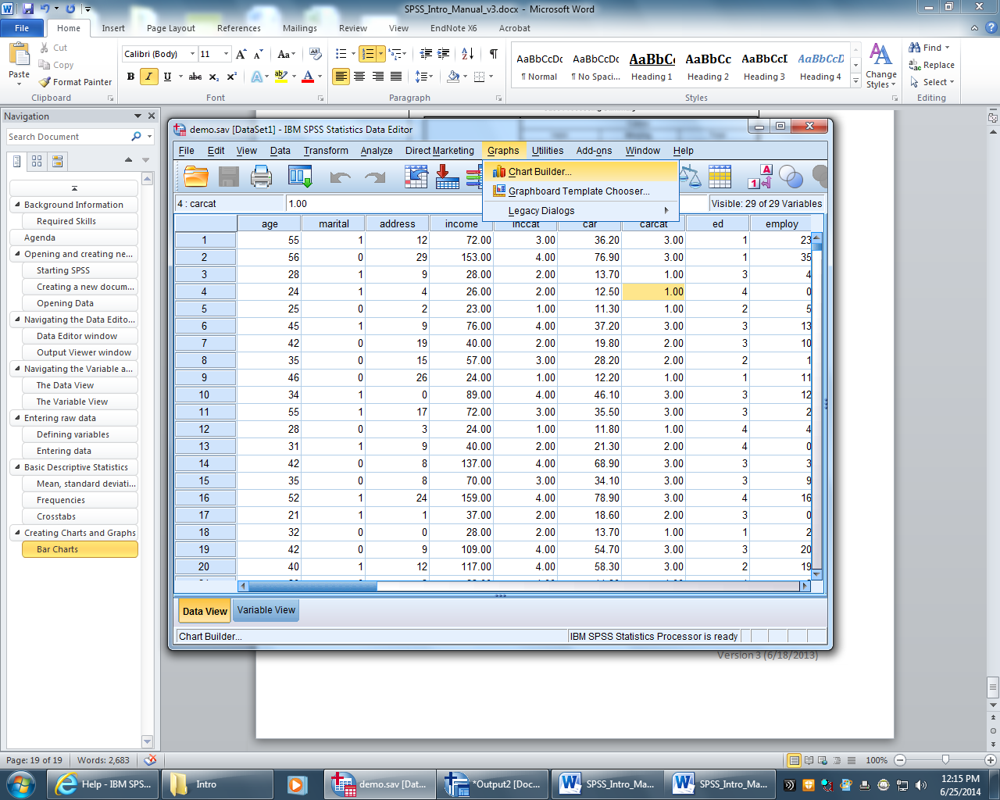 SPSS_Intro_Manual_v3.docx - Microsoft Word
File Home Insert Page Layout References Mailings Review View EndNote X6 Acrobat
Paste
Cut
Copy
Format Painter
Clipboard
Calibri (Body) 11
Font
Paragraph
AaBbCcDc AaBbCcDc AaBbCc AaBbCc AaBbCcI AaBbCcD
¶ Normal ¶ No Spaci... Heading 1 Heading 2 Heading 3 Heading 4
Styles
Change Styles
Find
Replace
Select
Editing
Navigation
Search Document
Background Information
Required Skills
Agenda
Opening and creating ne...
Starting SPSS
Creating a new docum...
Opening Data
Navigating the Data Edito...
Data Editor window
Output Viewer window
Navigating the Variable a...
The Data View
The Variable View
Entering raw data
Defining variables
Entering data
Basic Descriptive Statistics
Mean, standard deviati...
Frequencies
Crosstabs
Creating Charts and Graphs
Bar Charts
demo.sav [DataSet1] - IBM SPSS Statistics Data Editor
File Edit View Data Transform Analyze Direct Marketing Graphs Utilities Add-ons Window Help
Chart Builder...
Graphboard Template Chooser...
Legacy Dialogs
4 : carcat 1.00 Visible: 29 of 29 Variables
age marital address income inccat car carcat ed employ
1 55 1 12 72.00 3.00 36.20 3.00 1 23
2 56 0 29 153.00 4.00 76.90 3.00 1 35
3 28 1 9 28.00 2.00 13.70 1.00 3 4
4 24 1 4 26.00 2.00 12.50 1.00 4 0
5 25 0 2 23.00 1.00 11.30 1.00 2 5
6 45 1 9 76.00 4.00 37.20 3.00 3 13
7 42 0 19 40.00 2.00 19.80 2.00 3 10
8 35 0 15 57.00 3.00 28.20 2.00 2 1
9 46 0 26 24.00 1.00 12.20 1.00 1 11
10 34 1 0 89.00 4.00 46.10 3.00 3 12
11 55 1 17 72.00 3.00 35.50 3.00 3 2
12 28 0 3 24.00 1.00 11.80 1.00 4 4
13 31 1 9 40.00 2.00 21.30 2.00 4 0
14 42 0 8 137.00 4.00 68.90 3.00 3 3
15 35 0 8 70.00 3.00 34.10 3.00 3 9
16 52 1 24 159.00 4.00 78.90 3.00 4 16
17 21 1 1 37.00 2.00 18.60 2.00 3 0
18 32 0 0 28.00 2.00 13.70 1.00 1 2
19 42 0 9 109.00 4.00 54.70 3.00 3 20
20 40 1 12 117.00 4.00 58.30 3.00 2 19
Data View Variable View
Chart Builder... IBM SPSS Statistics Processor is ready
Version 3 (6/18/2013)
Page: 19 of 19 Words: 2,683 100%
Help - IBM SPS... Intro demo.sav [Dat... *Output2 [Doc... SPSS_Intro_Ma... SPSS_Intro_Ma...
12:15 PM
6/25/2014